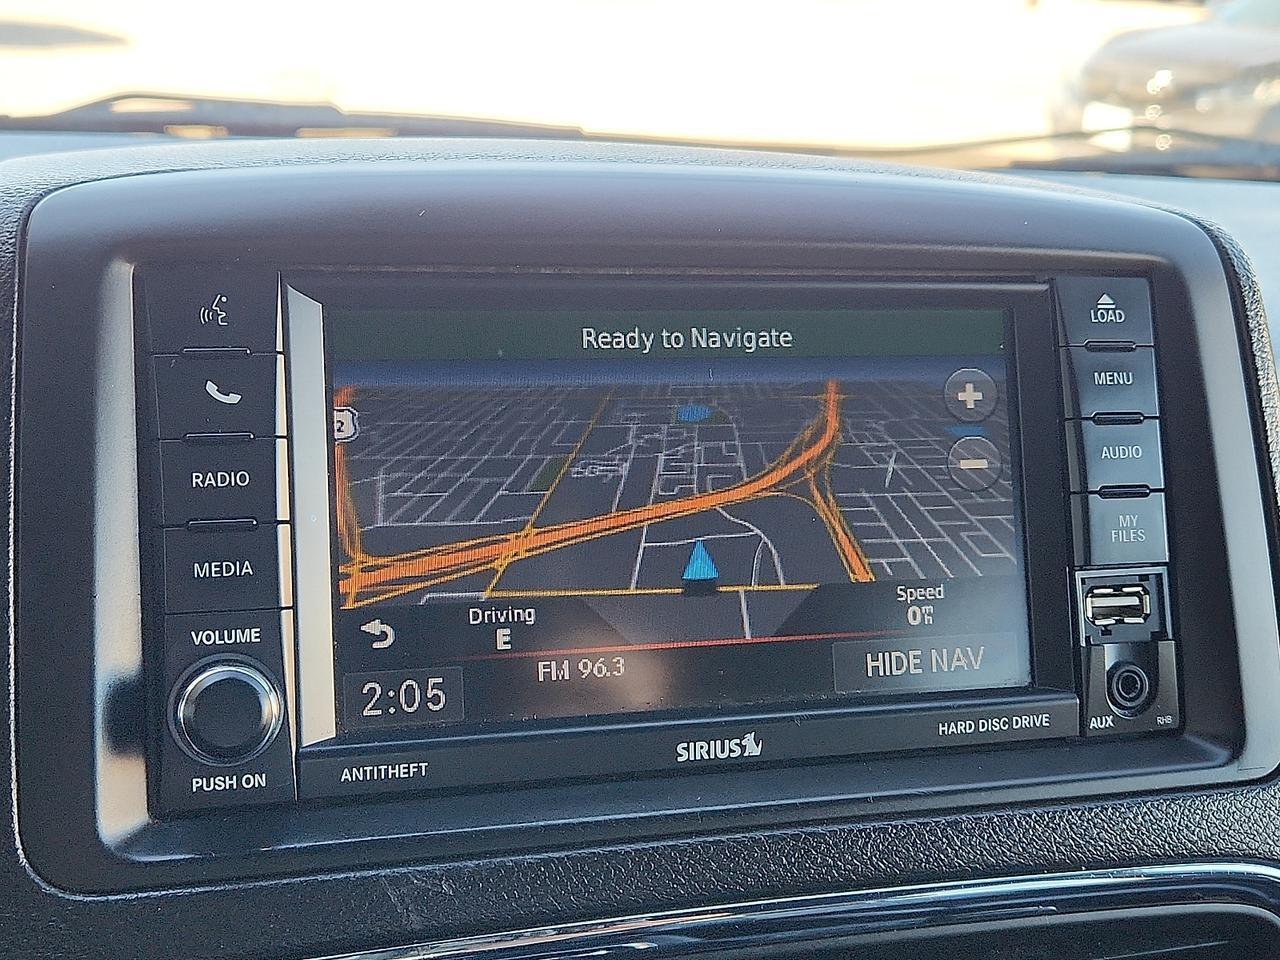 Ready to Navigate
2
+
−
Driving
E
Speed
0 m/h
2:05
FM 96.3
HIDE NAV
RADIO
MEDIA
VOLUME
PUSH ON
LOAD
MENU
AUDIO
MY
FILES
AUX
RHB
ANTITHEFT
SIRIUS
HARD DISC DRIVE